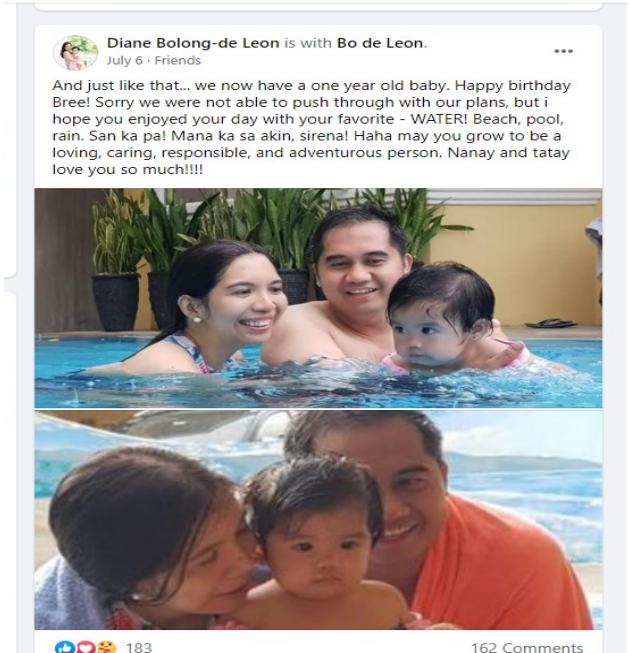 Diane Bolong-de Leon is with Bo de Leon.
July 6 · Friends
And just like that... we now have a one year old baby. Happy birthday
Bree! Sorry we were not able to push through with our plans, but i
hope you enjoyed your day with your favorite - WATER! Beach, pool,
rain. San ka pa! Mana ka sa akin, sirena! Haha may you grow to be a
loving, caring, responsible, and adventurous person. Nanay and tatay
love you so much!!!!
183
162 Comments